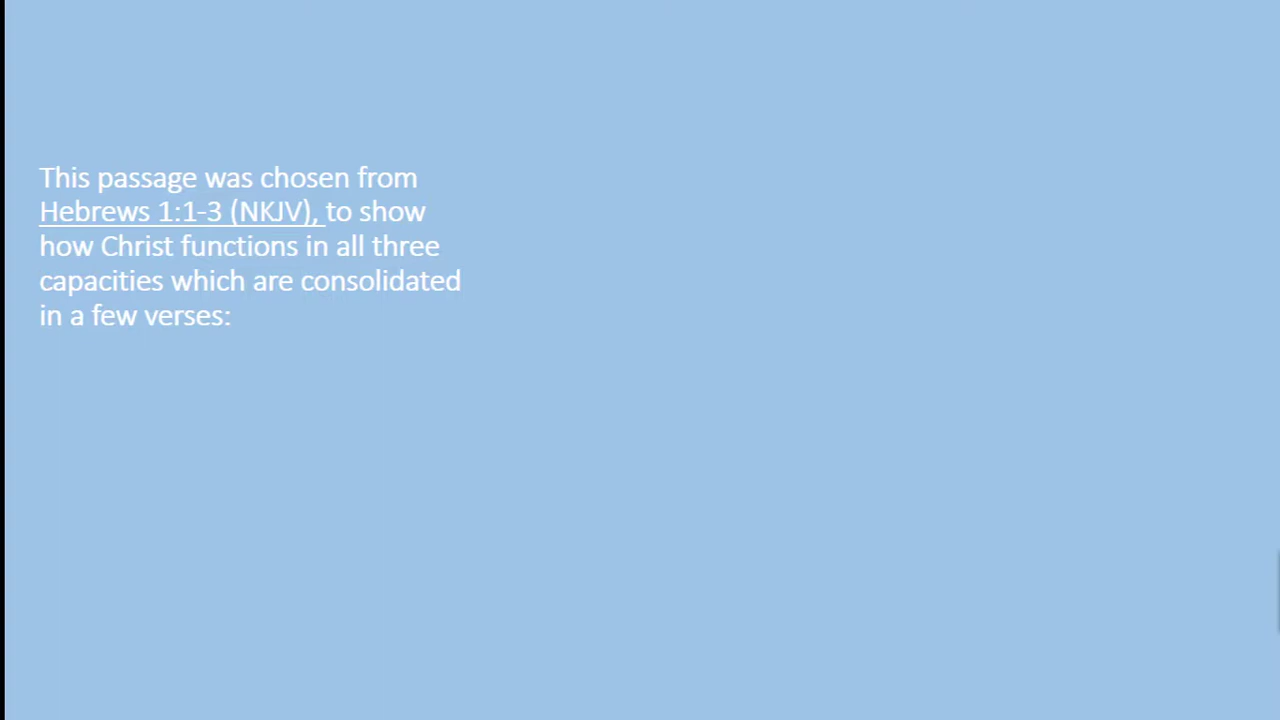 This passage was chosen from
Hebrews 1:1-3 (NKJV), to show
how Christ functions in all three
capacities which are consolidated
in a few verses: